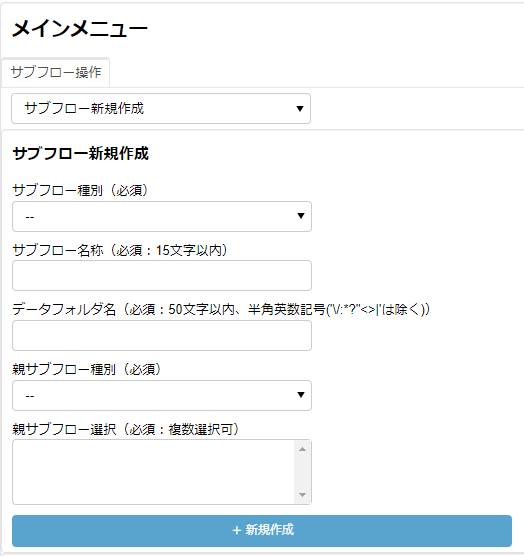 メインメニュー
サブフロー操作
サブフロー新規作成
サブフロー新規作成
サブフロー種別（必須）
--
サブフロー名称（必須：15文字以内）
データフォルダ名（必須：50文字以内、半角英数記号('\/:*?"<>|'は除く)）
親サブフロー種別（必須）
--
親サブフロー選択（必須：複数選択可）
+ 新規作成